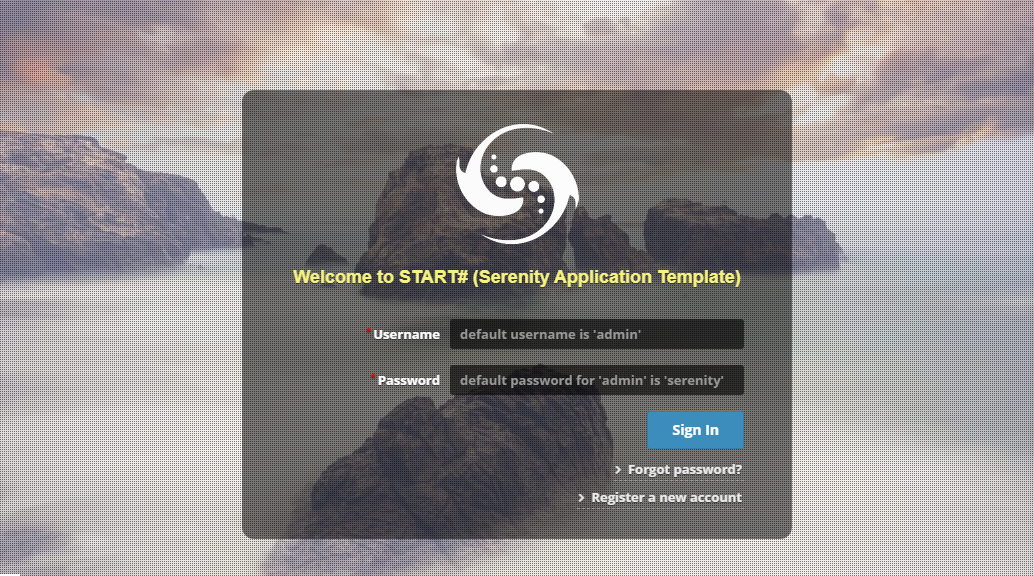 Welcome to START# (Serenity Application Template)
*Username
default username is 'admin'
*Password
default password for 'admin' is 'serenity'
Sign In
Forgot password?
Register a new account